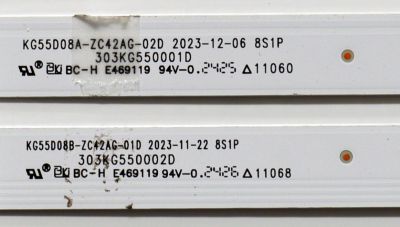 KG55D08A-ZC42AG-02D 2023-12-06 8S1P
303KG550001D
BC-H E469119 94V-0 2425 △11060
KG55D08B-ZC42AG-01D 2023-11-22 8S1P
303KG550002D
BC-H E469119 94V-0 2426 △11068